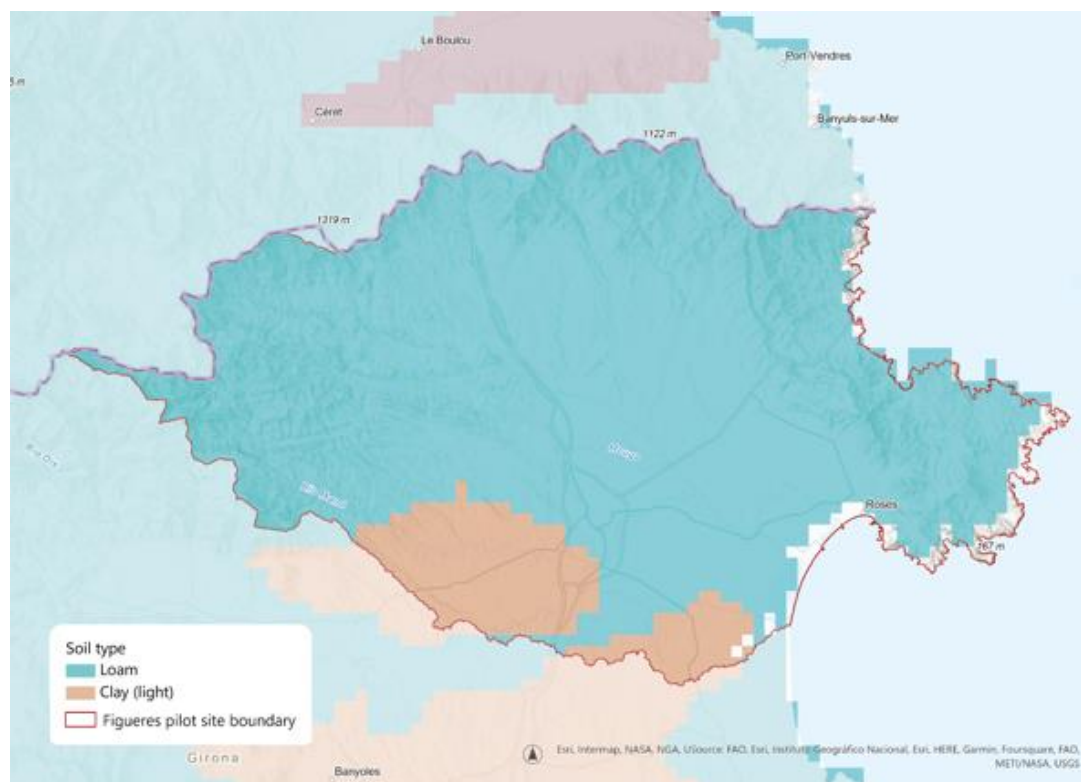 Le Boulou
Port-Vendres
Céret
Banyuls-sur-Mer
1122 m
1319 m
Roses
767 m
Soil type
Loam
Clay (light)
Figueres pilot site boundary
Girona
Banyoles
Esri, Intermap, NASA, NGA, USource: FAO, Esri, Instituto Geográfico Nacional, Esri, HERE, Garmin, Foursquare, FAO,
METI/NASA, USGS